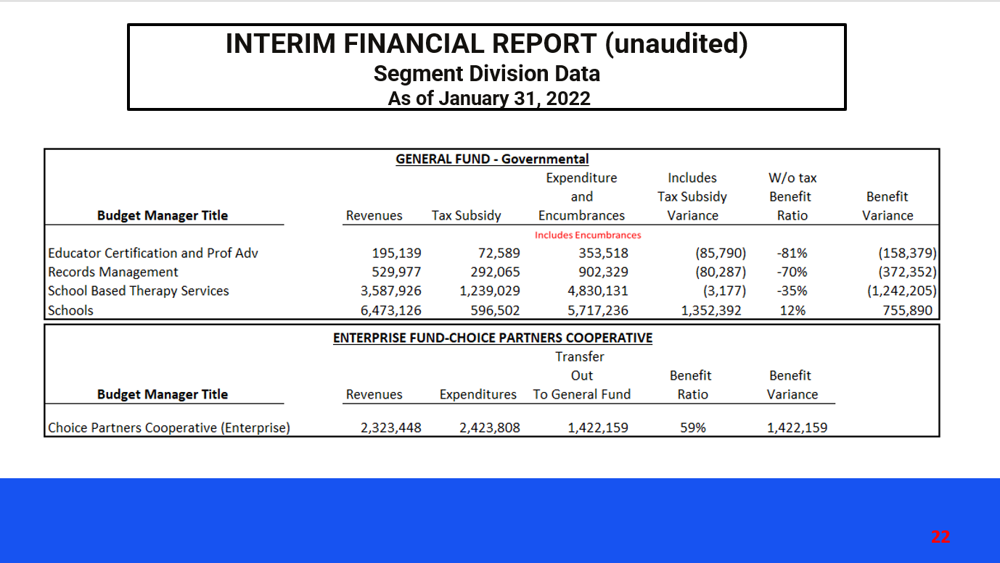 INTERIM FINANCIAL REPORT (unaudited)
Segment Division Data
As of January 31, 2022
GENERAL FUND - Governmental
Expenditure Includes W/o tax
and Tax Subsidy Benefit Benefit
Budget Manager Title Revenues Tax Subsidy Encumbrances Variance Ratio Variance
Includes Encumbrances
Educator Certification and Prof Adv 195,139 72,589 353,518 (85,790) -81% (158,379)
Records Management 529,977 292,065 902,329 (80,287) -70% (372,352)
School Based Therapy Services 3,587,926 1,239,029 4,830,131 (3,177) -35% (1,242,205)
Schools 6,473,126 596,502 5,717,236 1,352,392 12% 755,890
ENTERPRISE FUND-CHOICE PARTNERS COOPERATIVE
Transfer
Out Benefit Benefit
Budget Manager Title Revenues Expenditures To General Fund Ratio Variance
Choice Partners Cooperative (Enterprise) 2,323,448 2,423,808 1,422,159 59% 1,422,159
22